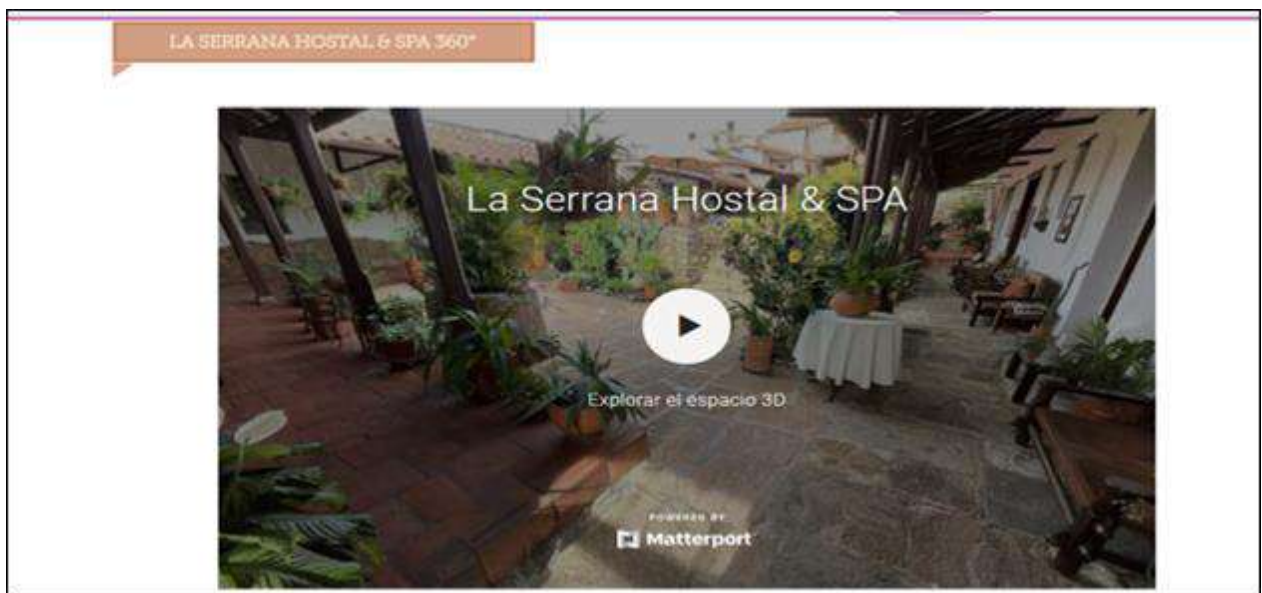 LA SERRANA HOSTAL & SPA 360°
La Serrana Hostal & SPA
Explorar el espacio 3D
POWERED BY
Matterport